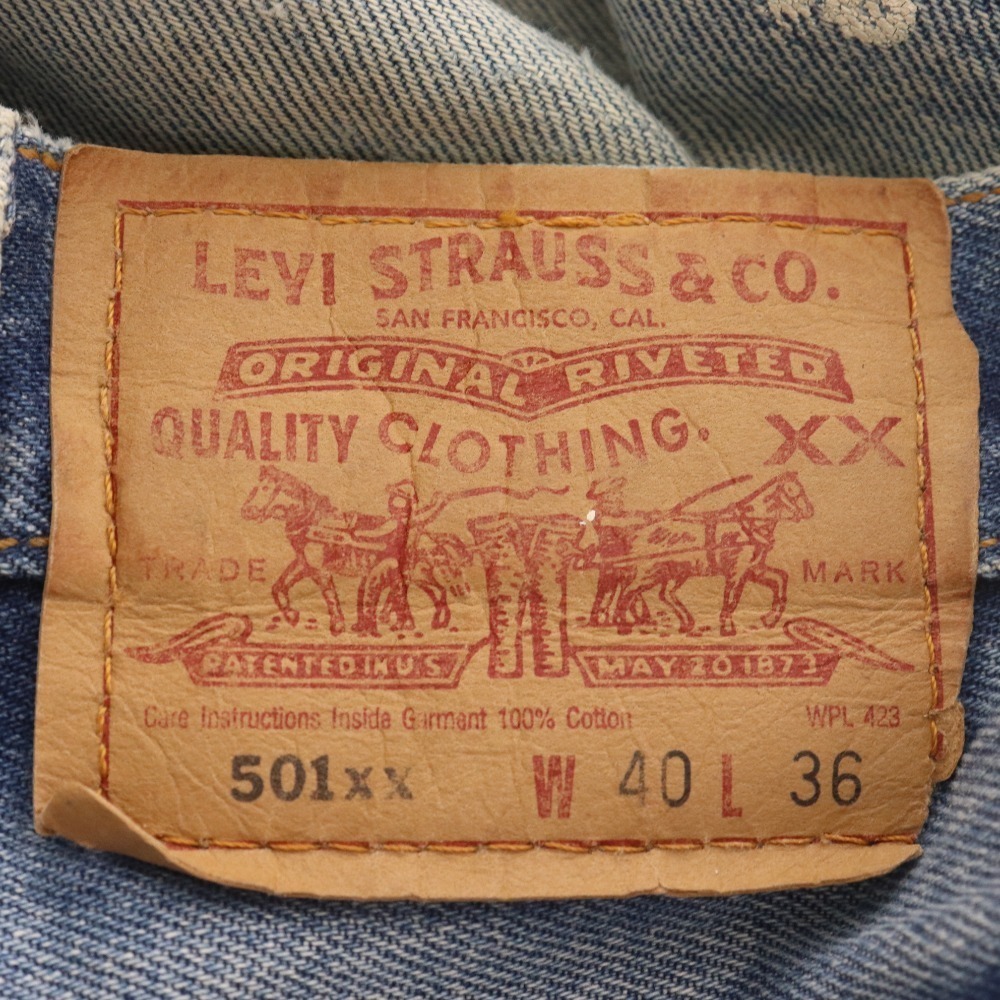 LEVI STRAUSS & CO.
SAN FRANCISCO, CAL.
ORIGINAL RIVETED
QUALITY CLOTHING. XX
TRADE MARK
PATENTED IN U.S. MAY 20 1873
Care Instructions Inside Garment 100% Cotton WPL 423
501xx W 40 L 36